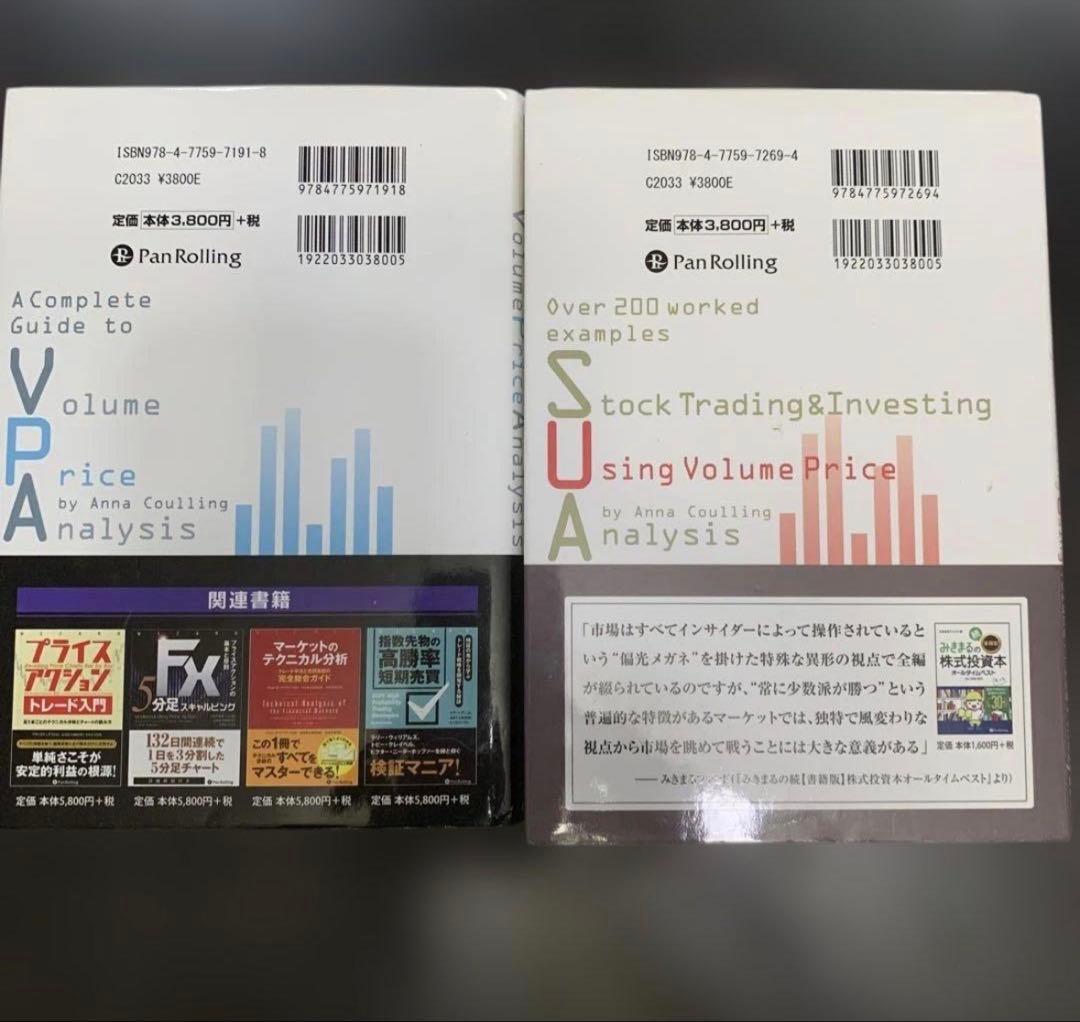 ISBN978-4-7759-7191-8
C2033 ¥3800E
9784775971918
定価 本体3,800円+税
PanRolling
1922033038005
A Complete
Guide to
Volume
Price
by Anna Coulling
Analysis
Volume Price Analysis
関連書籍
プライス
アクション
トレード入門
単純さこそが
安定的利益の根源!
定価 本体5,800円+税
FX
5分足スキャルピング
132日間連続で
1日を3分割した
5分足チャート
PanRolling
定価 本体5,800円+税
マーケットの
テクニカル分析
完全総合ガイド
Technical Analysis of
the Financial Markets
この1冊で
すべてを
マスターできる!
PanRolling
定価 本体5,800円+税
指数先物の
高勝率
短期売買
検証マニア!
PanRolling
定価 本体5,800円+税
ISBN978-4-7759-7269-4
C2033 ¥3800E
9784775972694
定価 本体3,800円+税
PanRolling
1922033038005
Over 200 worked
examples
Stock Trading&Investing
Using Volume Price
by Anna Coulling
Analysis
「市場はすべてインサイダーによって操作されていると
いう“偏光メガネ”を掛けた特殊な異形の視点で全編
が綴られているのですが、“常に少数派が勝つ”という
普遍的な特徴があるマーケットでは、独特で風変わりな
視点から市場を眺めて戦うことには大きな意義がある」
みきまるの
株式投資本
オールタイムベスト
定価 本体1,600円+税